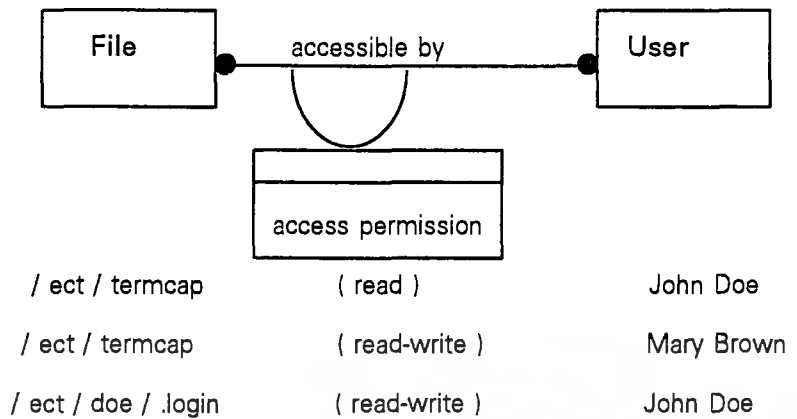 File
accessible by
User
access permission
/ ect / termcap ( read ) John Doe
/ ect / termcap ( read-write ) Mary Brown
/ ect / doe / .login ( read-write ) John Doe